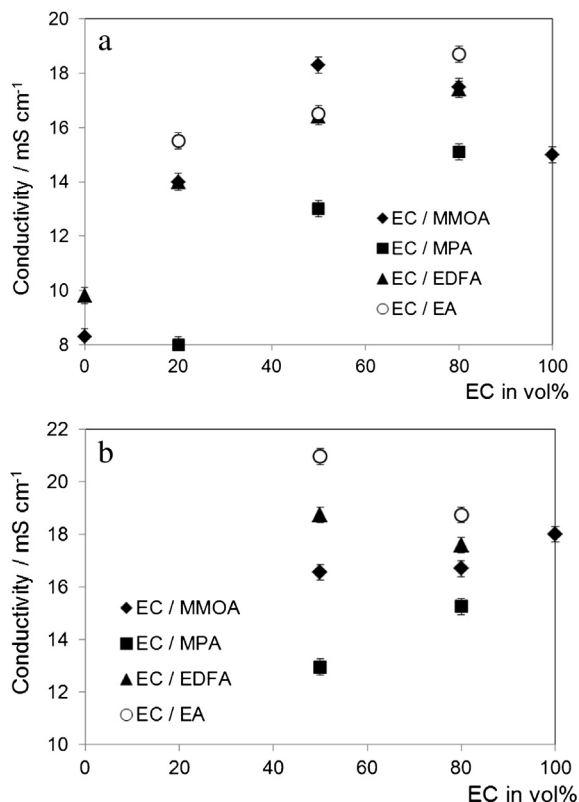 a
Conductivity / mS cm⁻¹
20
18
16
14
12
10
8
EC / MMOA
EC / MPA
EC / EDFA
EC / EA
0 20 40 60 80 100
EC in vol%
b
Conductivity / mS cm⁻¹
22
20
18
16
14
12
10
EC / MMOA
EC / MPA
EC / EDFA
EC / EA
0 20 40 60 80 100
EC in vol%